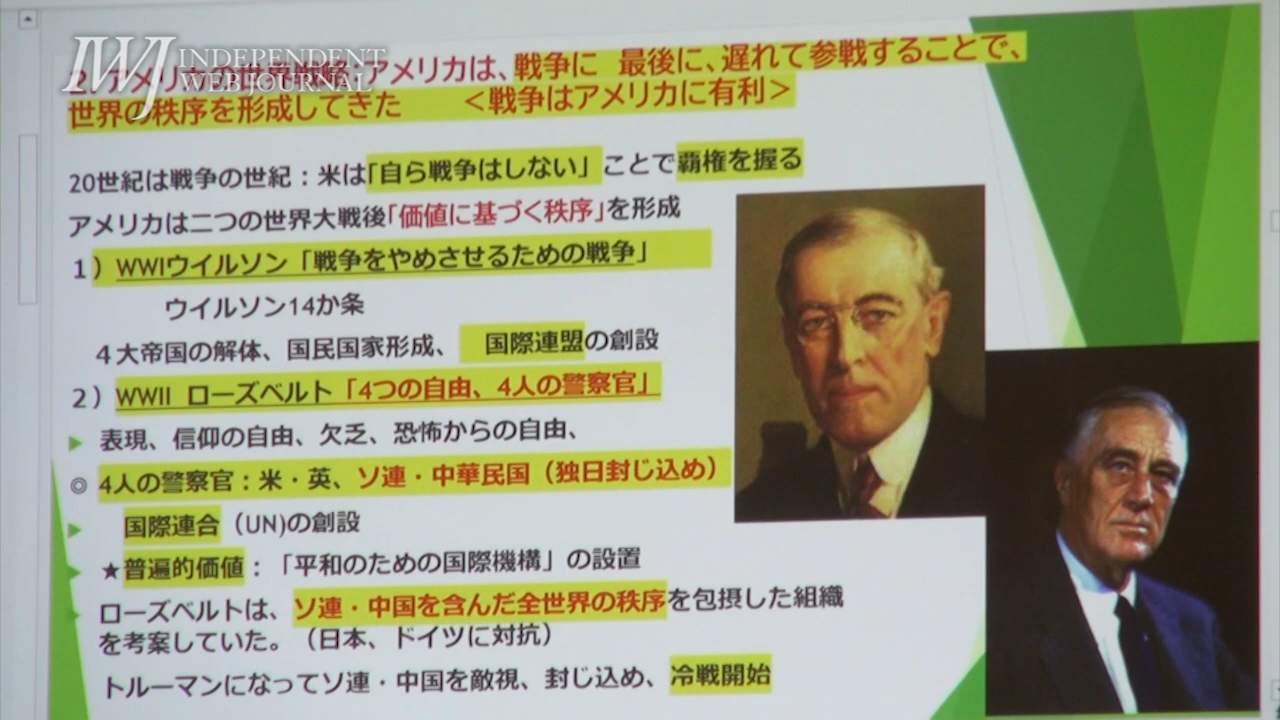 IWJ INDEPENDENT
WEB JOURNAL
2 アメリカは、戦争に 最後に、遅れて参戦することで、
世界の秩序を形成してきた <戦争はアメリカに有利>
20世紀は戦争の世紀：米は「自ら戦争はしない」ことで覇権を握る
アメリカは二つの世界大戦後「価値に基づく秩序」を形成
１）WWIウイルソン「戦争をやめさせるための戦争」
ウイルソン14か条
４大帝国の解体、国民国家形成、 国際連盟の創設
２）WWII ローズベルト「4つの自由、4人の警察官」
表現、信仰の自由、欠乏、恐怖からの自由、
◎ 4人の警察官：米・英、ソ連・中華民国（独日封じ込め）
国際連合（UN)の創設
★普遍的価値：「平和のための国際機構」の設置
ローズベルトは、ソ連・中国を含んだ全世界の秩序を包摂した組織
を考案していた。（日本、ドイツに対抗）
トルーマンになってソ連・中国を敵視、封じ込め、冷戦開始